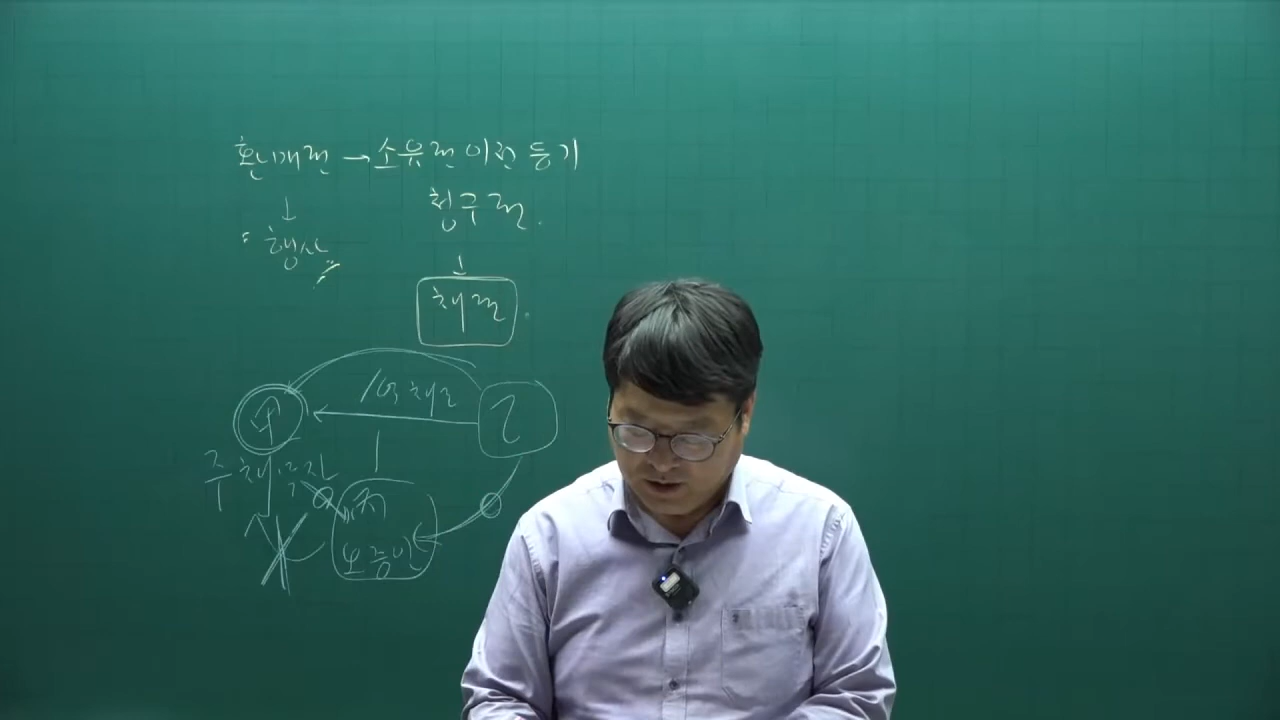 환매권 → 소유권이전등기
↓ 청구권.
행사 ↓
채권
1억 채권
甲 乙
주채무자
丙
보증인